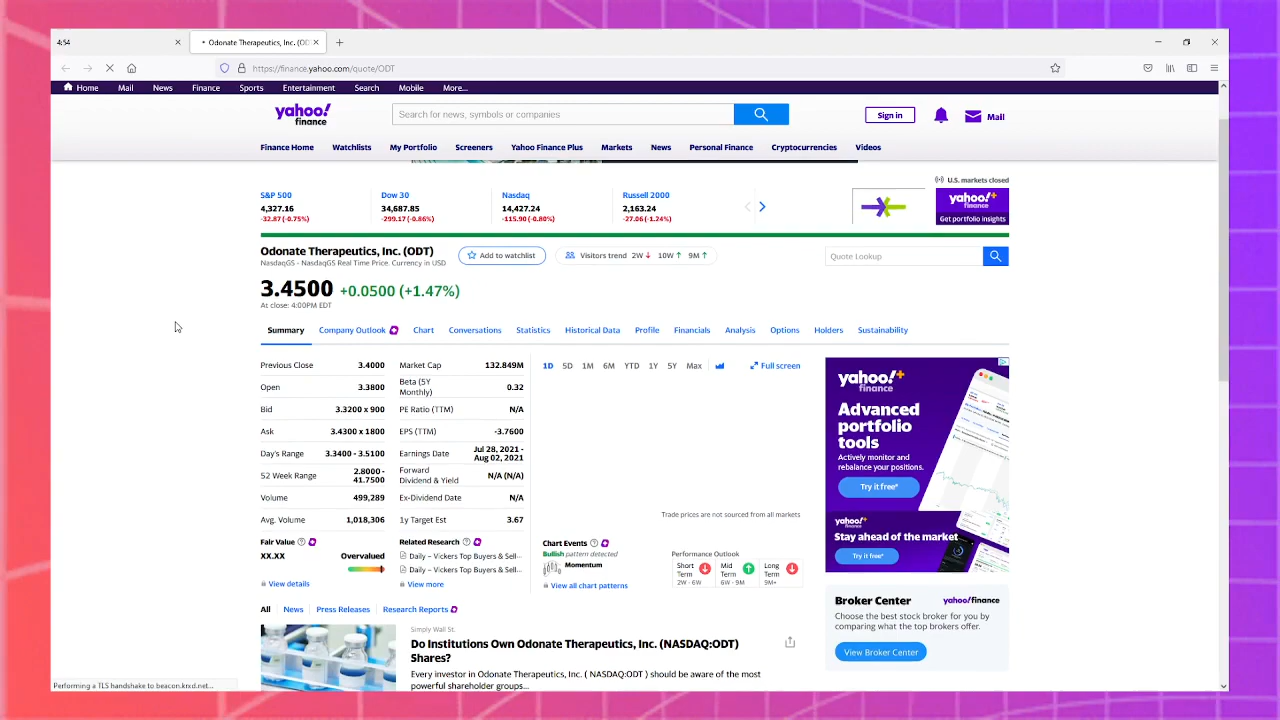 4:54
Odonate Therapeutics, Inc. (OD
https://finance.yahoo.com/quote/ODT
Home Mail News Finance Sports Entertainment Search Mobile More...
yahoo! finance
Search for news, symbols or companies
Sign in
Mail
Finance Home Watchlists My Portfolio Screeners Yahoo Finance Plus Markets News Personal Finance Cryptocurrencies Videos
U.S. markets closed
S&P 500 Dow 30 Nasdaq Russell 2000
4,327.16 34,687.85 14,427.24 2,163.24
-32.87 (-0.75%) -299.17 (-0.86%) -115.90 (-0.80%) -27.06 (-1.24%)
yahoo!+ finance
Get portfolio insights
Odonate Therapeutics, Inc. (ODT)
NasdaqGS - NasdaqGS Real Time Price. Currency in USD
Add to watchlist
Visitors trend 2W ↓ 10W ↑ 9M ↑
Quote Lookup
3.4500 +0.0500 (+1.47%)
At close: 4:00PM EDT
Summary Company Outlook Chart Conversations Statistics Historical Data Profile Financials Analysis Options Holders Sustainability
Previous Close 3.4000
Open 3.3800
Bid 3.3200 x 900
Ask 3.4300 x 1800
Day's Range 3.3400 - 3.5100
52 Week Range 2.8000 - 41.7500
Volume 499,289
Avg. Volume 1,018,306
Market Cap 132.849M
Beta (5Y Monthly) 0.32
PE Ratio (TTM) N/A
EPS (TTM) -3.7600
Earnings Date Jul 28, 2021 - Aug 02, 2021
Forward Dividend & Yield N/A (N/A)
Ex-Dividend Date N/A
1y Target Est 3.67
1D 5D 1M 6M YTD 1Y 5Y Max
Full screen
Trade prices are not sourced from all markets
Fair Value
XX.XX Overvalued
View details
Related Research
Daily – Vickers Top Buyers & Sell...
Daily – Vickers Top Buyers & Sell...
View more
Chart Events
Bullish pattern detected
Momentum
View all chart patterns
Performance Outlook
Short Term
2W - 6W
Mid Term
6W - 9M
Long Term
9M+
yahoo!+ finance
Advanced
portfolio
tools
Actively monitor and
rebalance your positions.
Try it free*
yahoo!+ finance
Stay ahead of the market
Try it free*
Broker Center yahoo!finance
Choose the best stock broker for you by
comparing what the top brokers offer.
View Broker Center
All News Press Releases Research Reports
Simply Wall St.
Do Institutions Own Odonate Therapeutics, Inc. (NASDAQ:ODT)
Shares?
Every investor in Odonate Therapeutics, Inc. ( NASDAQ:ODT ) should be aware of the most
powerful shareholder groups...
Performing a TLS handshake to beacon.krxd.net...